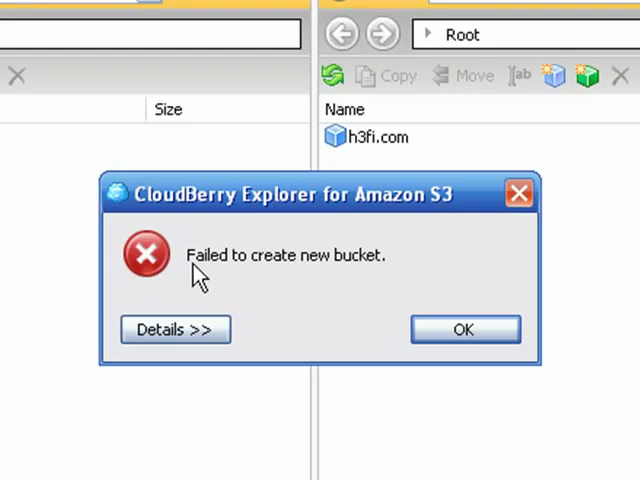 Root
Copy
Move
ab
Size
Name
h3fi.com
CloudBerry Explorer for Amazon S3
Failed to create new bucket.
Details >>
OK